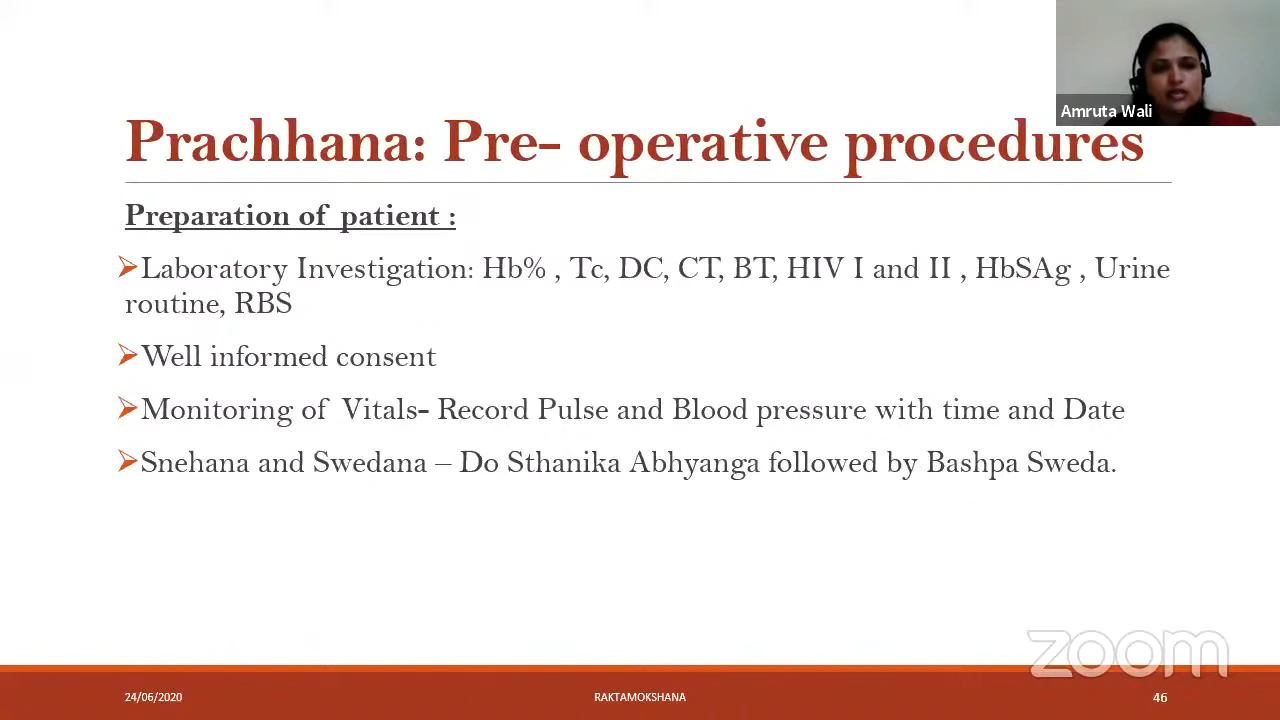 Amruta Wali
Prachhana: Pre- operative procedures
Preparation of patient :
Laboratory Investigation: Hb% , Tc, DC, CT, BT, HIV I and II , HbSAg , Urine
routine, RBS
Well informed consent
Monitoring of Vitals- Record Pulse and Blood pressure with time and Date
Snehana and Swedana – Do Sthanika Abhyanga followed by Bashpa Sweda.
zoom
24/06/2020
RAKTAMOKSHANA
46